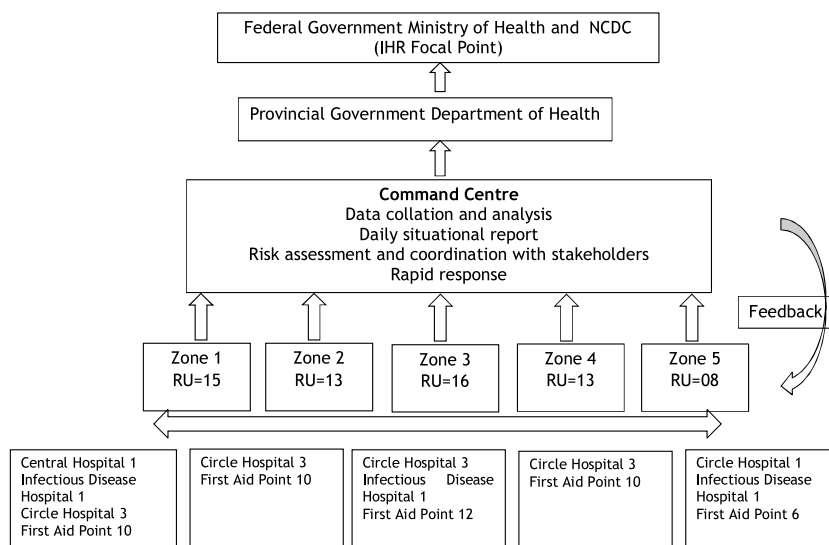 Federal Government Ministry of Health and NCDC
(IHR Focal Point)
Provincial Government Department of Health
Command Centre
Data collation and analysis
Daily situational report
Risk assessment and coordination with stakeholders
Rapid response
Feedback
Zone 1
RU=15
Zone 2
RU=13
Zone 3
RU=16
Zone 4
RU=13
Zone 5
RU=08
Central Hospital 1
Infectious Disease
Hospital 1
Circle Hospital 3
First Aid Point 10
Circle Hospital 3
First Aid Point 10
Circle Hospital 3
Infectious Disease
Hospital 1
First Aid Point 12
Circle Hospital 3
First Aid Point 10
Circle Hospital 1
Infectious Disease
Hospital 1
First Aid Point 6